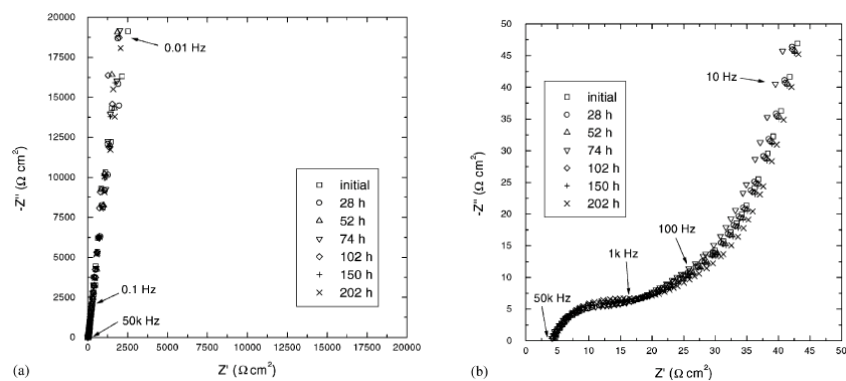 20000
17500
15000
12500
10000
7500
5000
2500
0
-Z'' (Ω cm²)
0.01 Hz
initial
28 h
52 h
74 h
102 h
150 h
202 h
0.1 Hz
50k Hz
0 2500 5000 7500 10000 12500 15000 17500 20000
(a)
Z' (Ω cm²)
50
45
40
35
30
25
20
15
10
5
0
-Z'' (Ω cm²)
10 Hz
initial
28 h
52 h
74 h
102 h
150 h
202 h
100 Hz
1k Hz
50k Hz
0 5 10 15 20 25 30 35 40 45 50
(b)
Z' (Ω cm²)